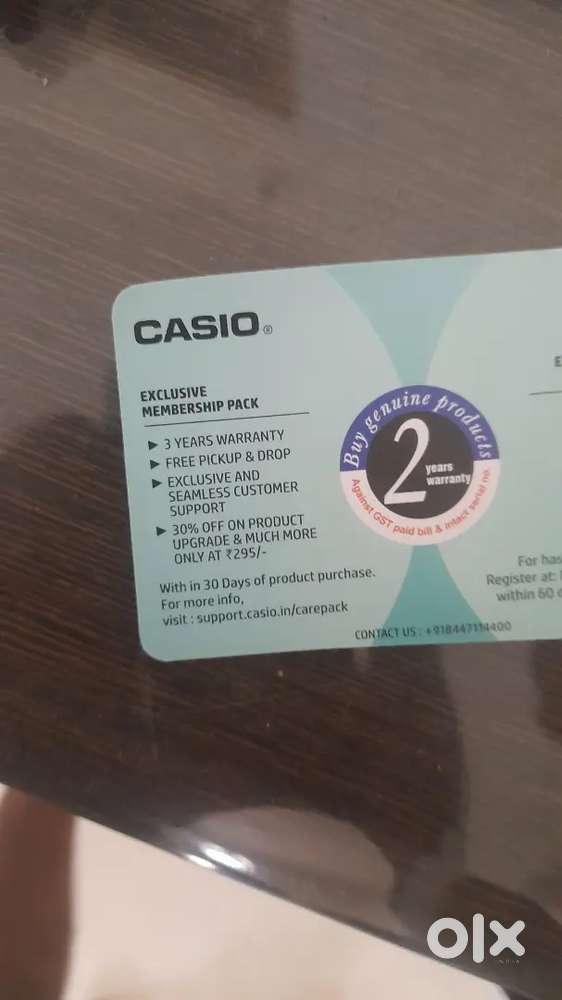 CASIO®
EXCLUSIVE
MEMBERSHIP PACK
▶ 3 YEARS WARRANTY
▶ FREE PICKUP & DROP
▶ EXCLUSIVE AND
SEAMLESS CUSTOMER
SUPPORT
▶ 30% OFF ON PRODUCT
UPGRADE & MUCH MORE
ONLY AT ₹295/-
With in 30 Days of product purchase.
For more info,
visit : support.casio.in/carepack
Buy genuine products
2 years
warranty
Against GST paid bill & intact serial no.
E
For has
Register at:
within 60
CONTACT US : +918447114400
olx
INDIA